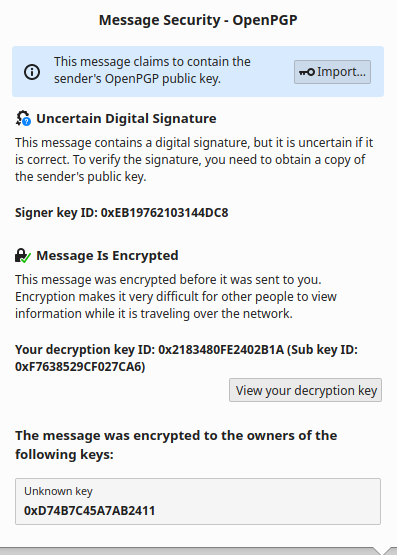 Message Security - OpenPGP
This message claims to contain the
sender's OpenPGP public key.
Import...
Uncertain Digital Signature
This message contains a digital signature, but it is uncertain if it
is correct. To verify the signature, you need to obtain a copy of
the sender's public key.
Signer key ID: 0xEB19762103144DC8
Message Is Encrypted
This message was encrypted before it was sent to you.
Encryption makes it very difficult for other people to view
information while it is traveling over the network.
Your decryption key ID: 0x2183480FE2402B1A (Sub key ID:
0xF7638529CF027CA6)
View your decryption key
The message was encrypted to the owners of the
following keys:
Unknown key
0xD74B7C45A7AB2411